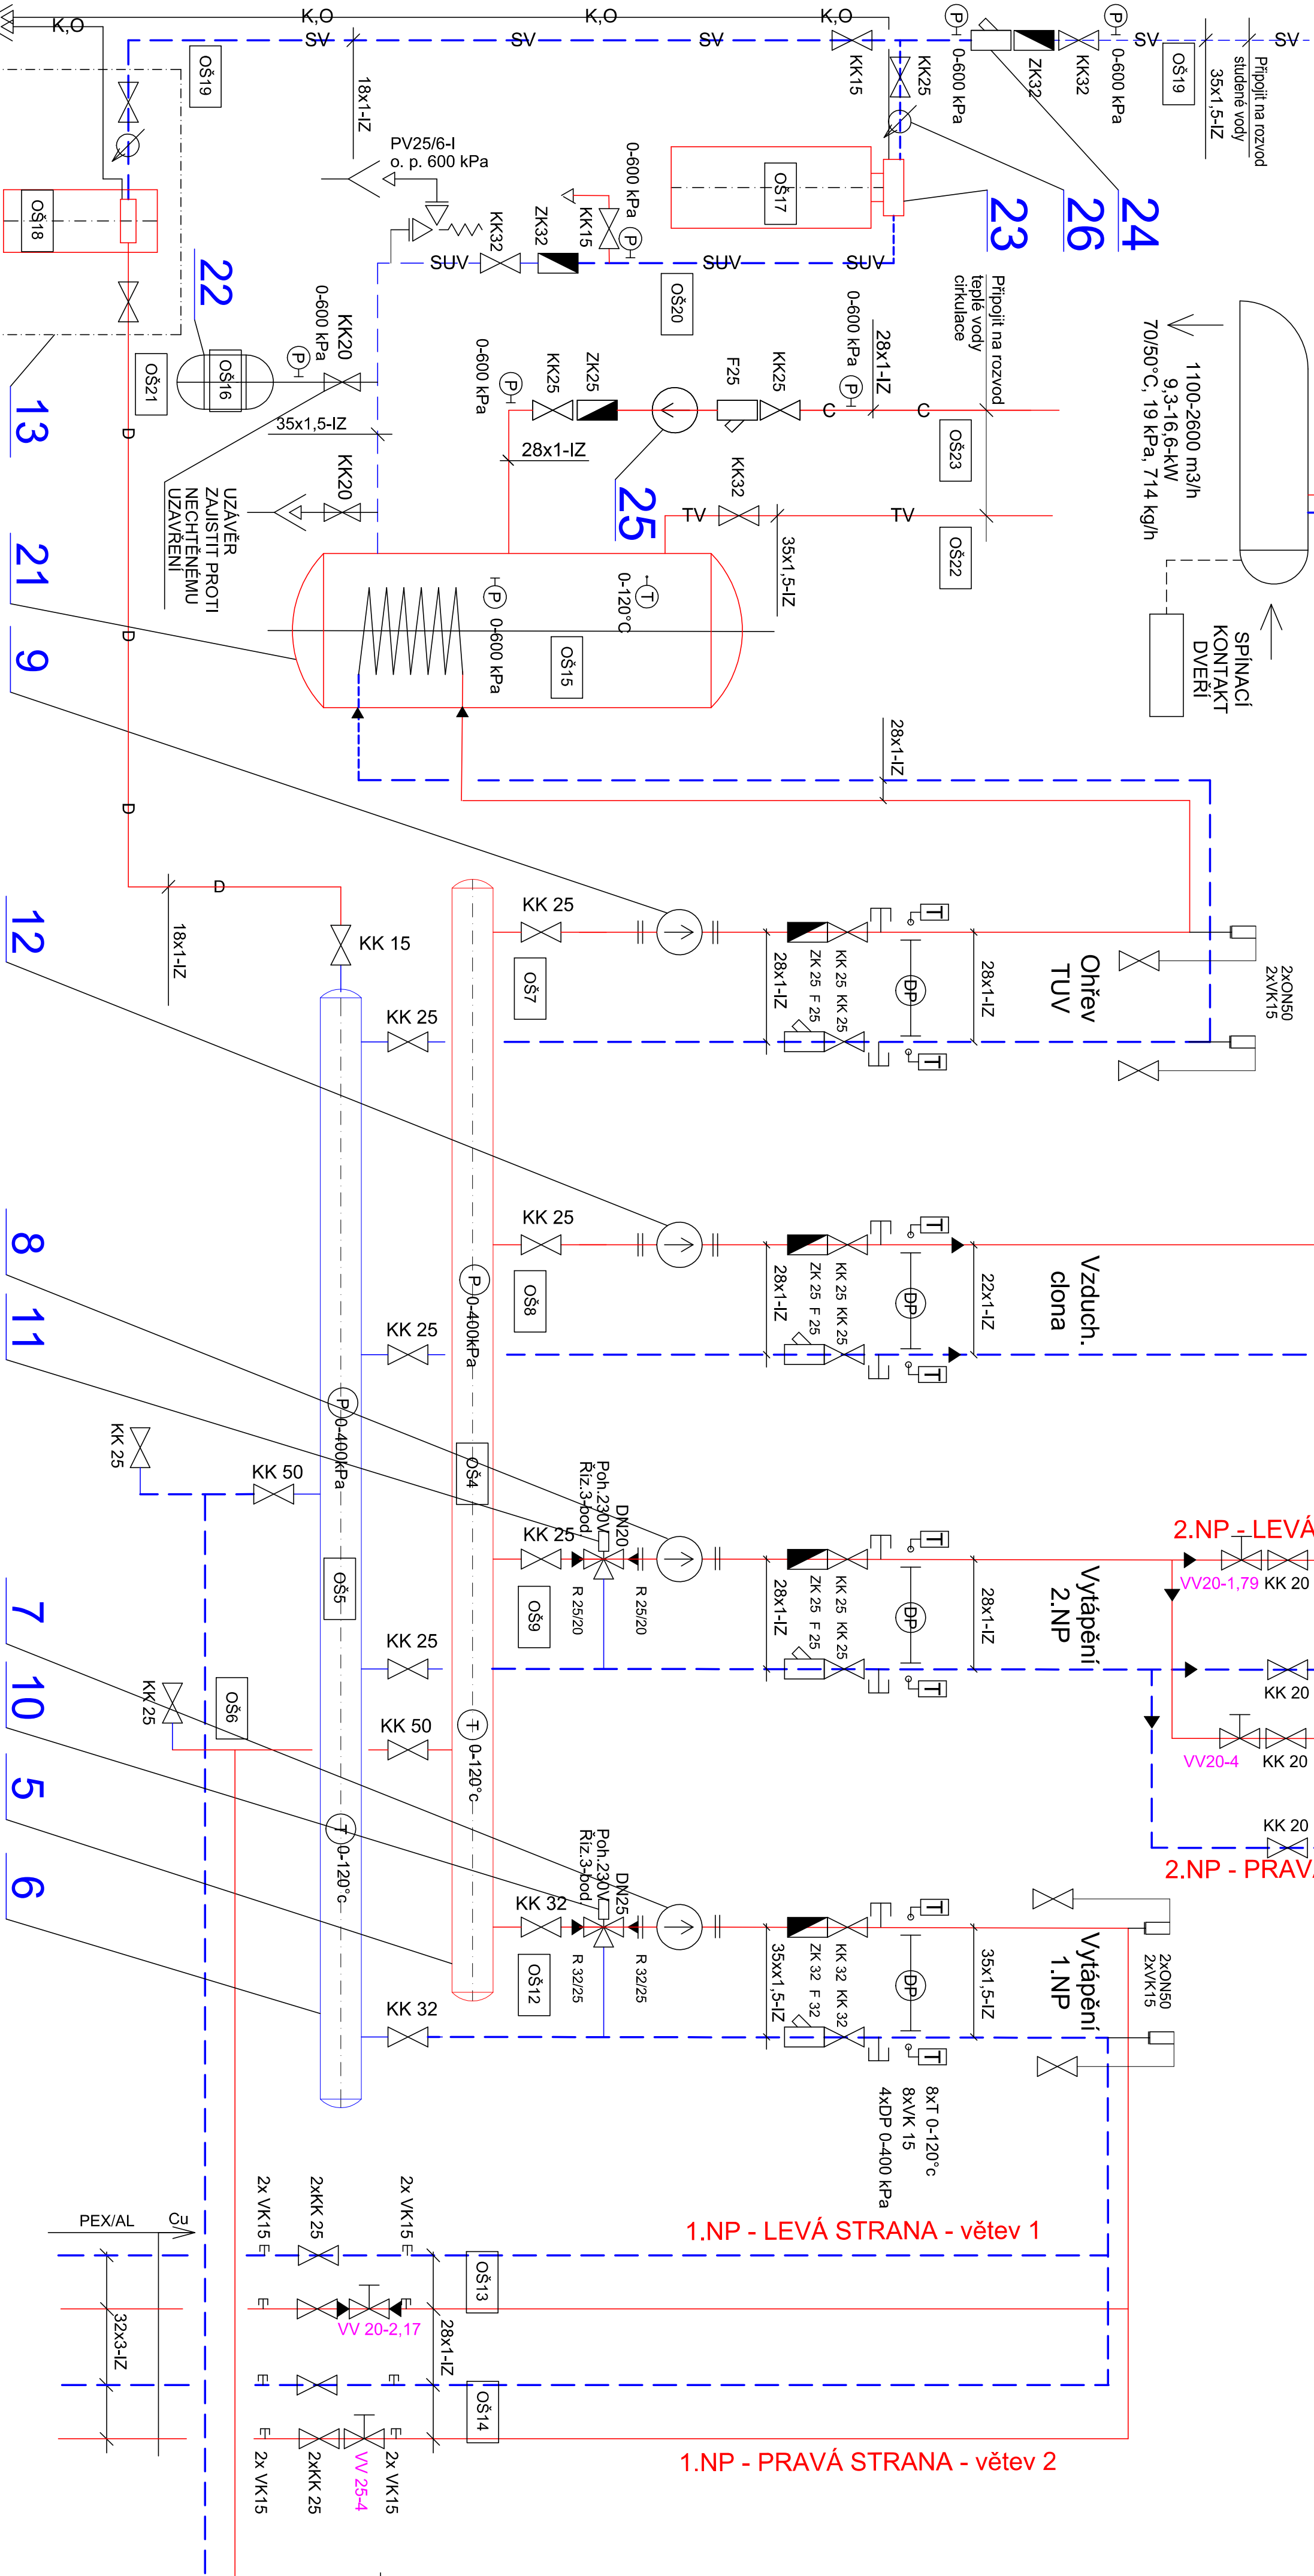 K,O
K,O
K,O
K,O
SV
SV
SV
SV
SV
KK15
KK25
P
0-600 kPa
ZK32
KK32
P
0-600 kPa
OŠ19
35x1,5-IZ
Připojit na rozvod
studené vody
OŠ19
18x1-IZ
PV25/6-I
o. p. 600 kPa
0-600 kPa
P
KK15
ZK32
KK32
SUV
SUV
SUV
OŠ17
23
26
24
OŠ18
22
OŠ20
OŠ21
OŠ16
0-600 kPa
P
KK20
35x1,5-IZ
KK20
UZÁVĚR
ZAJISTIT PROTI
NECHTĚNÉMU
UZAVŘENÍ
Připojit na rozvod
teplé vody
cirkulace
0-600 kPa
P
28x1-IZ
C
C
OŠ23
KK25
F25
ZK25
KK25
P
0-600 kPa
28x1-IZ
25
KK32
TV
TV
OŠ22
35x1,5-IZ
1100-2600 m3/h
9,3-16,6-kW
70/50°C, 19 kPa, 714 kg/h
SPÍNACÍ
KONTAKT
DVEŘÍ
13
21
9
T
0-120°C
P
0-600 kPa
OŠ15
28x1-IZ
D
D
D
D
18x1-IZ
KK 15
12
KK 25
OŠ7
KK 25
28x1-IZ
ZK 25 F 25
KK 25 KK 25
T
DP
T
28x1-IZ
Ohřev
TUV
2xON50
2xVK15
8
11
KK 25
OŠ8
KK 25
28x1-IZ
ZK 25 F 25
KK 25 KK 25
T
DP
T
22x1-IZ
Vzduch.
clona
P
0-400kPa
P
0-400kPa
OŠ4
OŠ5
KK 25
KK 50
KK 25
DN20
Poh.230V
Říz.3-bod
R 25/20
R 25/20
OŠ9
KK 25
28x1-IZ
ZK 25 F 25
KK 25 KK 25
T
DP
T
28x1-IZ
Vytápění
2.NP
2.NP - LEVÁ
VV20-1,79
KK 20
KK 20
VV20-4
KK 20
KK 20
2.NP - PRAVÁ
7
10
5
6
KK 25
OŠ6
KK 50
T
0-120°c
T
0-120°c
KK 32
DN25
Poh.230V
Říz.3-bod
R 32/25
R 32/25
OŠ12
KK 32
35xx1,5-IZ
ZK 32 F 32
KK 32 KK 32
T
DP
T
35x1,5-IZ
Vytápění
1.NP
2xON50
2xVK15
8xT 0-120°c
8xVK 15
4xDP 0-400 kPa
1.NP - LEVÁ STRANA - větev 1
PEX/AL
Cu
2x VK15
2xKK 25
2x VK15
OŠ13
VV 20-2,17
32x3-IZ
28x1-IZ
OŠ14
2x VK15
2xKK 25
VV 25-4
2x VK15
1.NP - PRAVÁ STRANA - větev 2